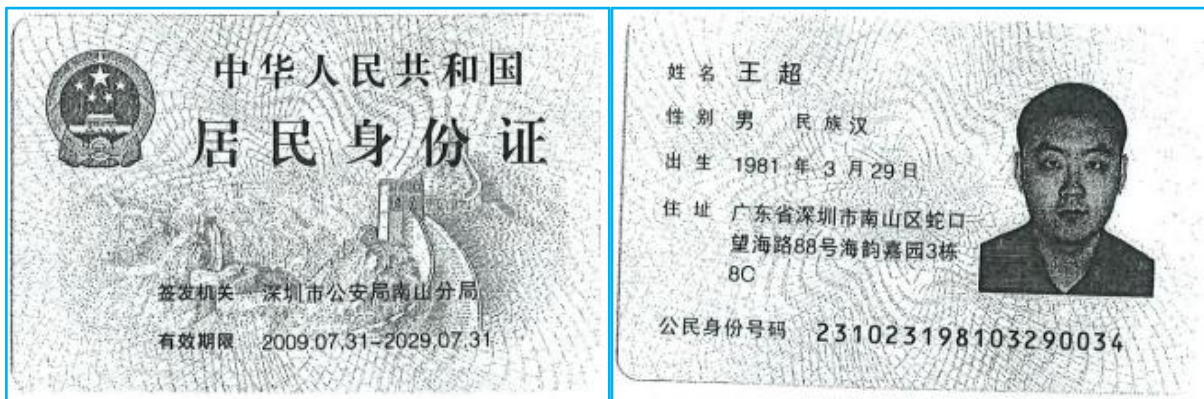 中华人民共和国
居民身份证
签发机关 深圳市公安局南山分局
有效期限 2009.07.31-2029.07.31
姓名 王超
性别 男 民族 汉
出生 1981 年 3 月 29 日
住址 广东省深圳市南山区蛇口
望海路88号海韵嘉园3栋
8C
公民身份号码 231023198103290034